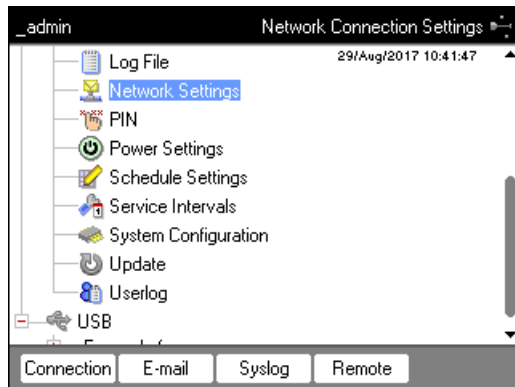 _admin Network Connection Settings
29/Aug/2017 10:41:47
Log File
Network Settings
PIN
Power Settings
Schedule Settings
Service Intervals
System Configuration
Update
Userlog
USB
Connection E-mail Syslog Remote